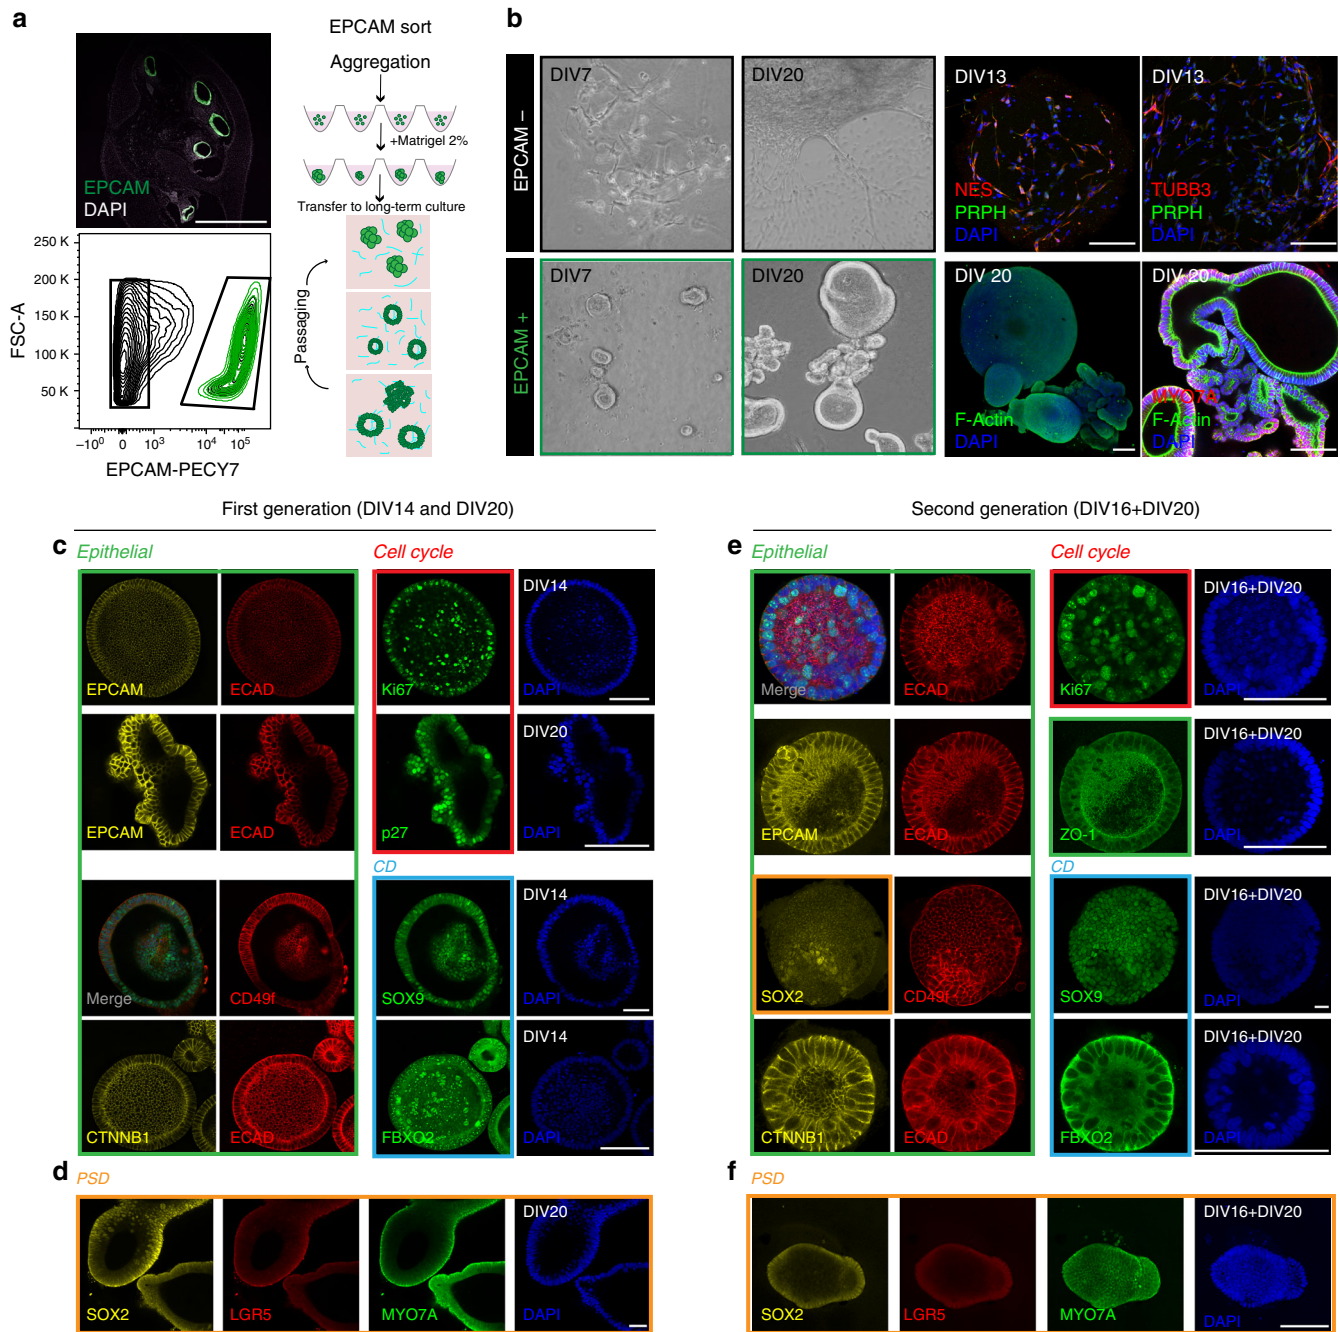 a
EPCAM
DAPI
250 K
200 K
150 K
100 K
50 K
FSC-A
−10⁰ 0 10³ 10⁴ 10⁵
EPCAM-PECY7
EPCAM sort
Aggregation
+Matrigel 2%
Transfer to long-term culture
Passaging
b
EPCAM −
DIV7
DIV20
DIV13
NES
PRPH
DAPI
DIV13
TUBB3
PRPH
DAPI
EPCAM +
DIV7
DIV20
DIV 20
F-Actin
DAPI
DIV 20
MYO7A
F-Actin
DAPI
First generation (DIV14 and DIV20)
c
Epithelial
Cell cycle
EPCAM
ECAD
Ki67
DIV14
DAPI
EPCAM
ECAD
p27
DIV20
DAPI
CD
Merge
CD49f
SOX9
DIV14
DAPI
CTNNB1
ECAD
FBXO2
DIV14
DAPI
d
PSD
SOX2
LGR5
MYO7A
DIV20
DAPI
Second generation (DIV16+DIV20)
e
Epithelial
Cell cycle
Merge
ECAD
Ki67
DIV16+DIV20
DAPI
EPCAM
ECAD
ZO-1
DIV16+DIV20
DAPI
CD
SOX2
CD49f
SOX9
DIV16+DIV20
DAPI
CTNNB1
ECAD
FBXO2
DIV16+DIV20
DAPI
f
PSD
SOX2
LGR5
MYO7A
DIV16+DIV20
DAPI